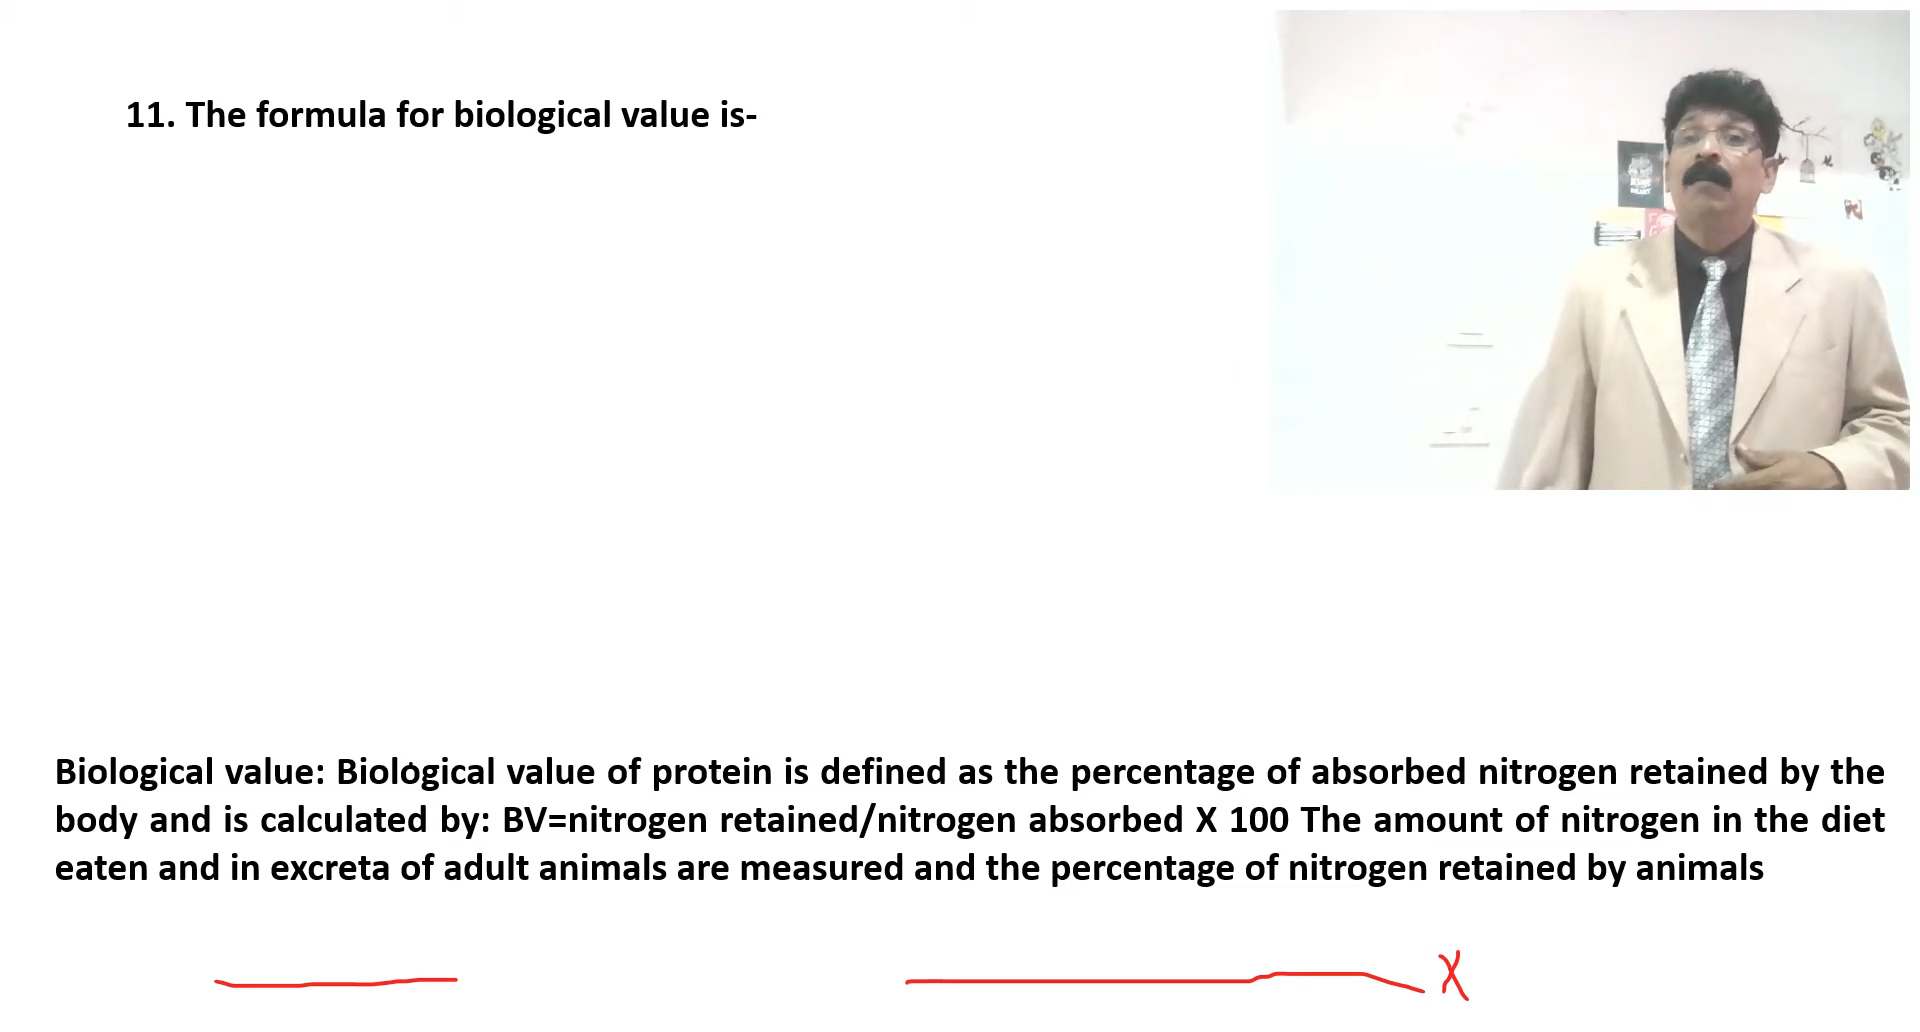 11. The formula for biological value is-
Biological value: Biological value of protein is defined as the percentage of absorbed nitrogen retained by the
body and is calculated by: BV=nitrogen retained/nitrogen absorbed X 100 The amount of nitrogen in the diet
eaten and in excreta of adult animals are measured and the percentage of nitrogen retained by animals
X